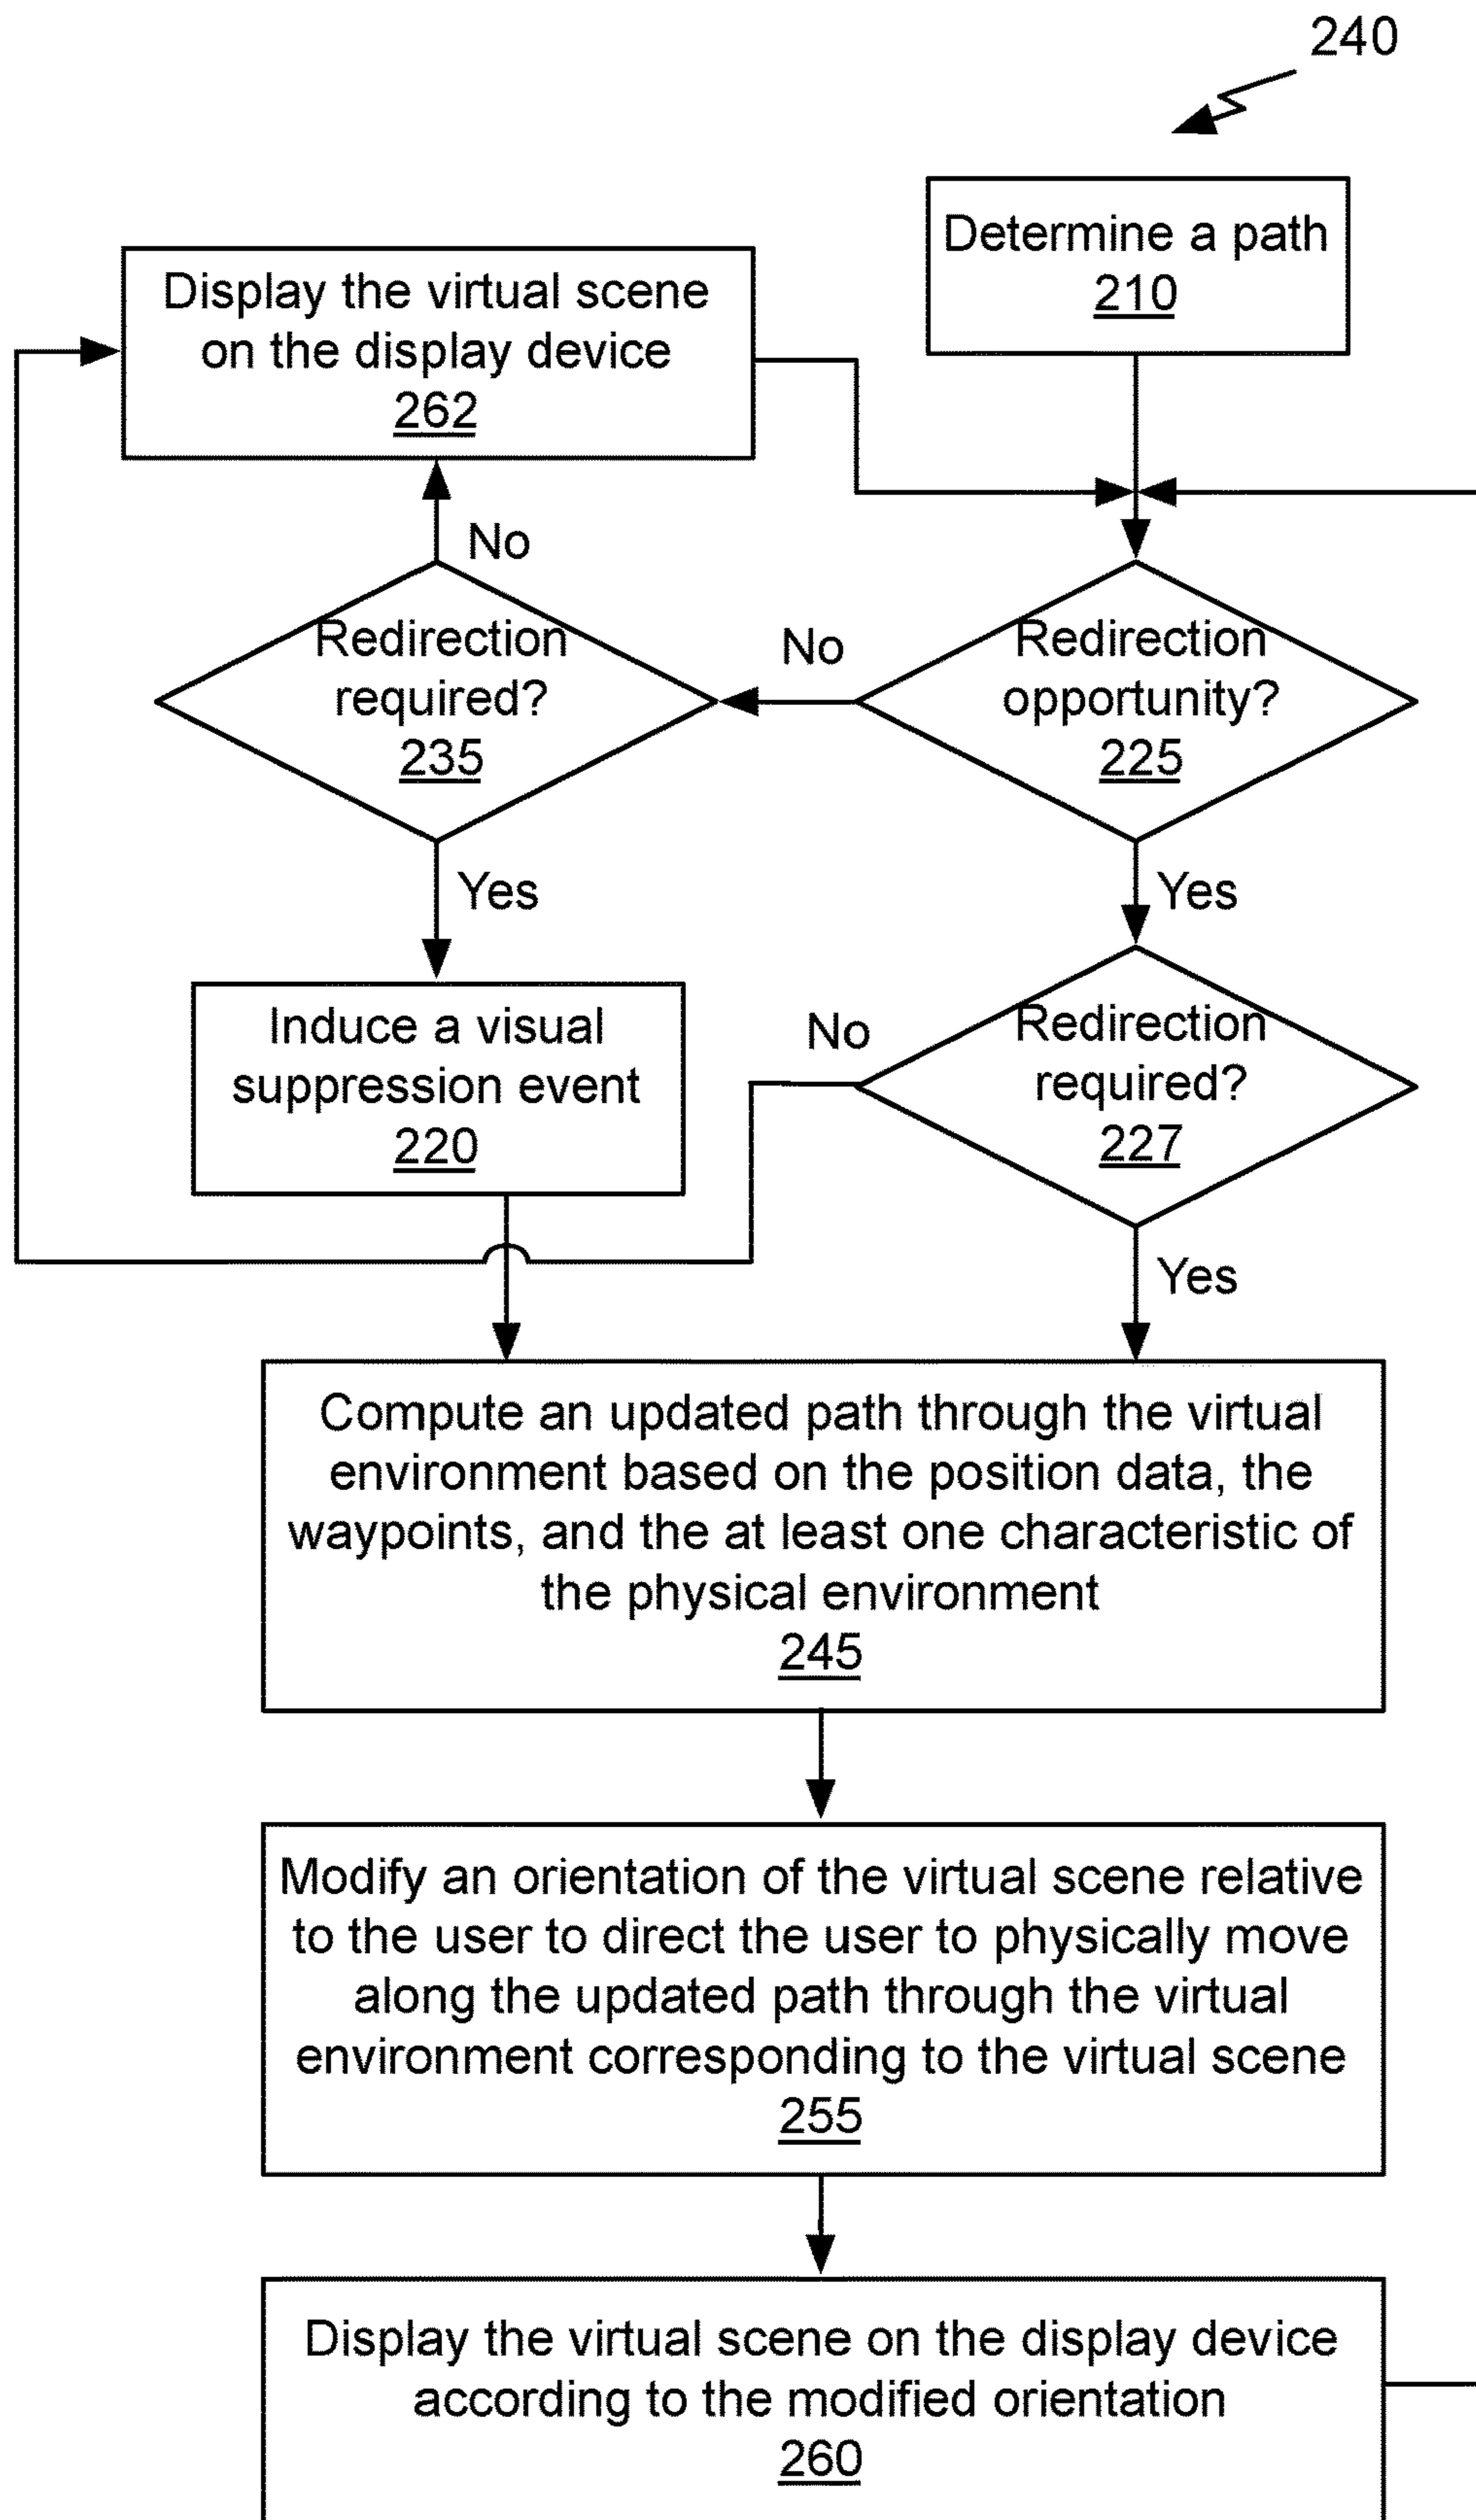 240
Determine a path
210
Display the virtual scene
on the display device
262
No
Redirection
required?
235
No
Redirection
opportunity?
225
Yes
Yes
Induce a visual
suppression event
220
No
Redirection
required?
227
Yes
Compute an updated path through the virtual
environment based on the position data, the
waypoints, and the at least one characteristic of
the physical environment
245
Modify an orientation of the virtual scene relative
to the user to direct the user to physically move
along the updated path through the virtual
environment corresponding to the virtual scene
255
Display the virtual scene on the display device
according to the modified orientation
260